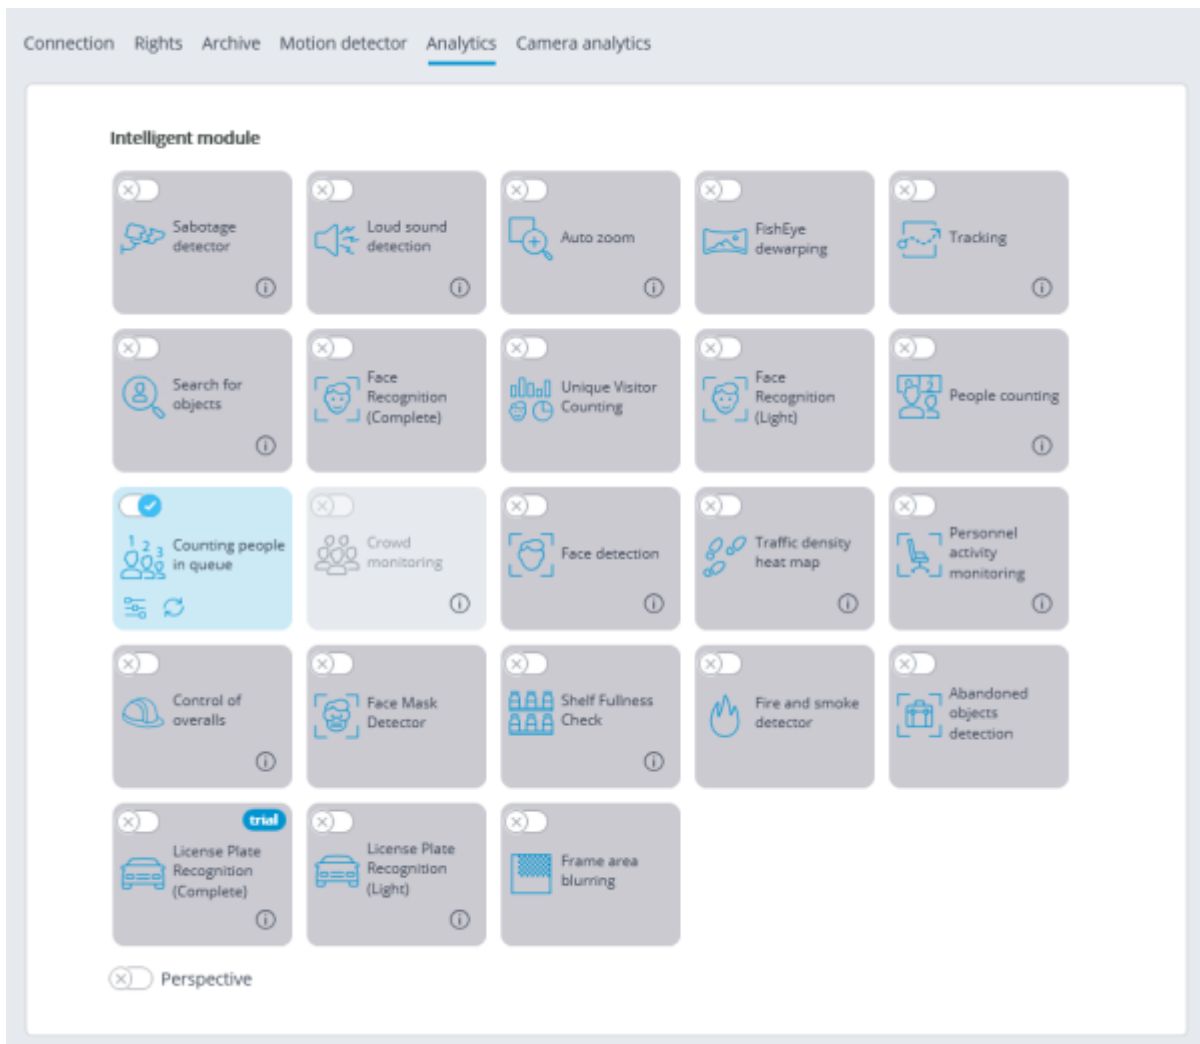 Connection Rights Archive Motion detector Analytics Camera analytics
Intelligent module
Sabotage
detector
Loud sound
detection
Auto zoom
FishEye
dewarping
Tracking
Search for
objects
Face
Recognition
(Complete)
Unique Visitor
Counting
Face
Recognition
(Light)
1 2
People counting
1 2 3
Counting people
in queue
Crowd
monitoring
Face detection
Traffic density
heat map
Personnel
activity
monitoring
Control of
overalls
Face Mask
Detector
Shelf Fullness
Check
Fire and smoke
detector
Abandoned
objects
detection
trial
License Plate
Recognition
(Complete)
License Plate
Recognition
(Light)
Frame area
blurring
Perspective